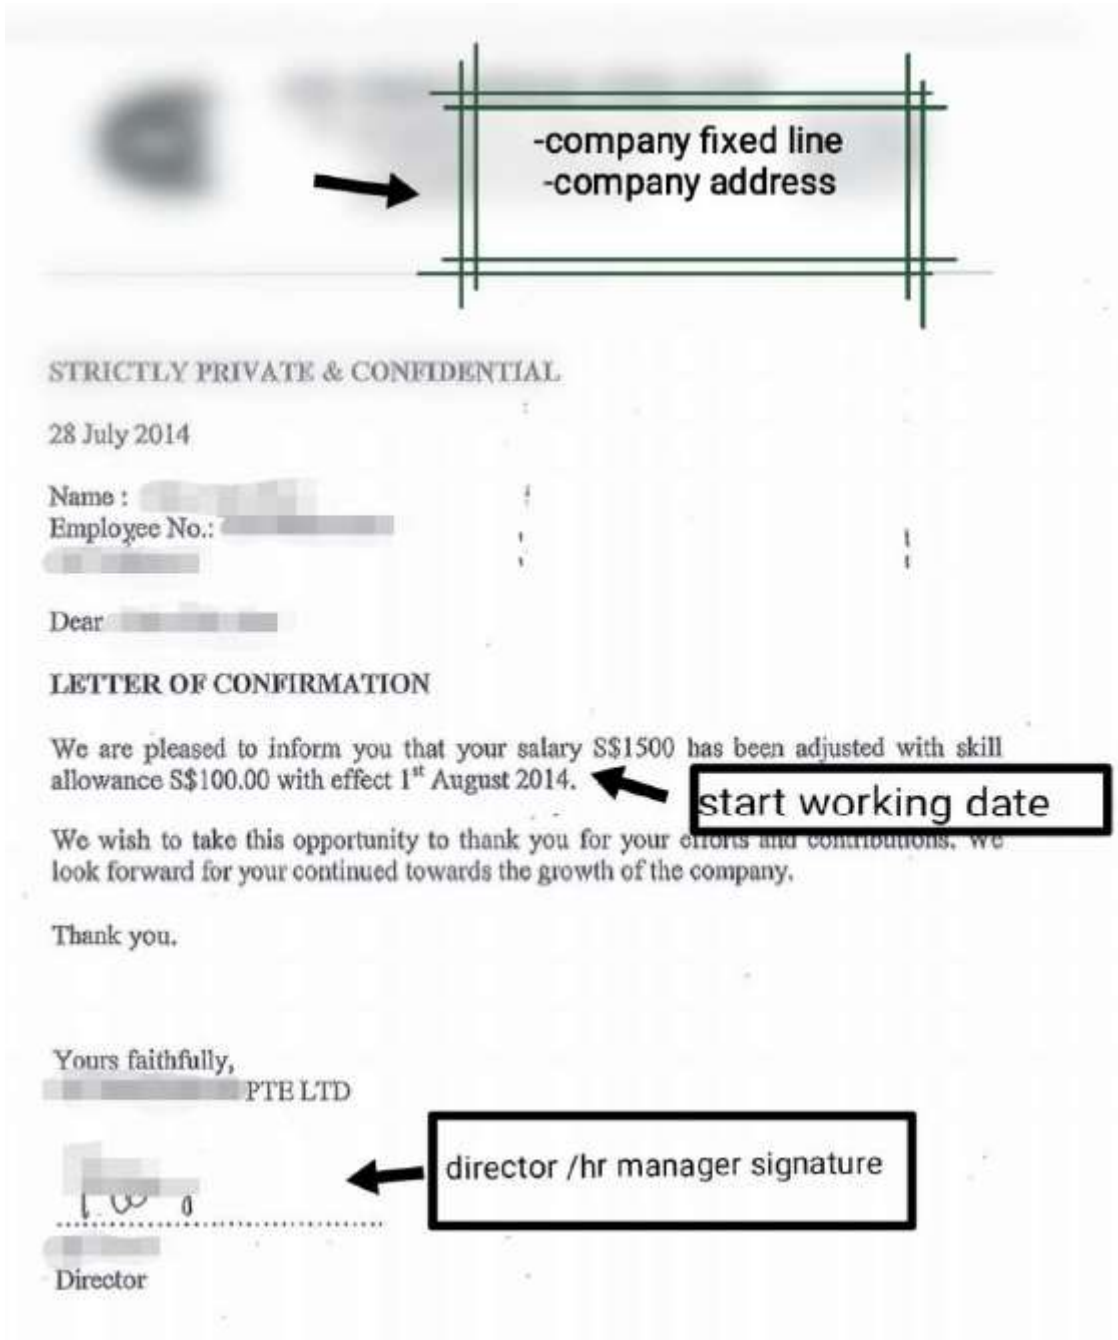 -company fixed line
-company address
STRICTLY PRIVATE & CONFIDENTIAL
28 July 2014
Name :
Employee No.:
Dear
LETTER OF CONFIRMATION
We are pleased to inform you that your salary S$1500 has been adjusted with skill
allowance S$100.00 with effect 1st August 2014.
start working date
We wish to take this opportunity to thank you for your efforts and contributions. We
look forward for your continued towards the growth of the company.
Thank you.
Yours faithfully,
PTE LTD
director /hr manager signature
Director